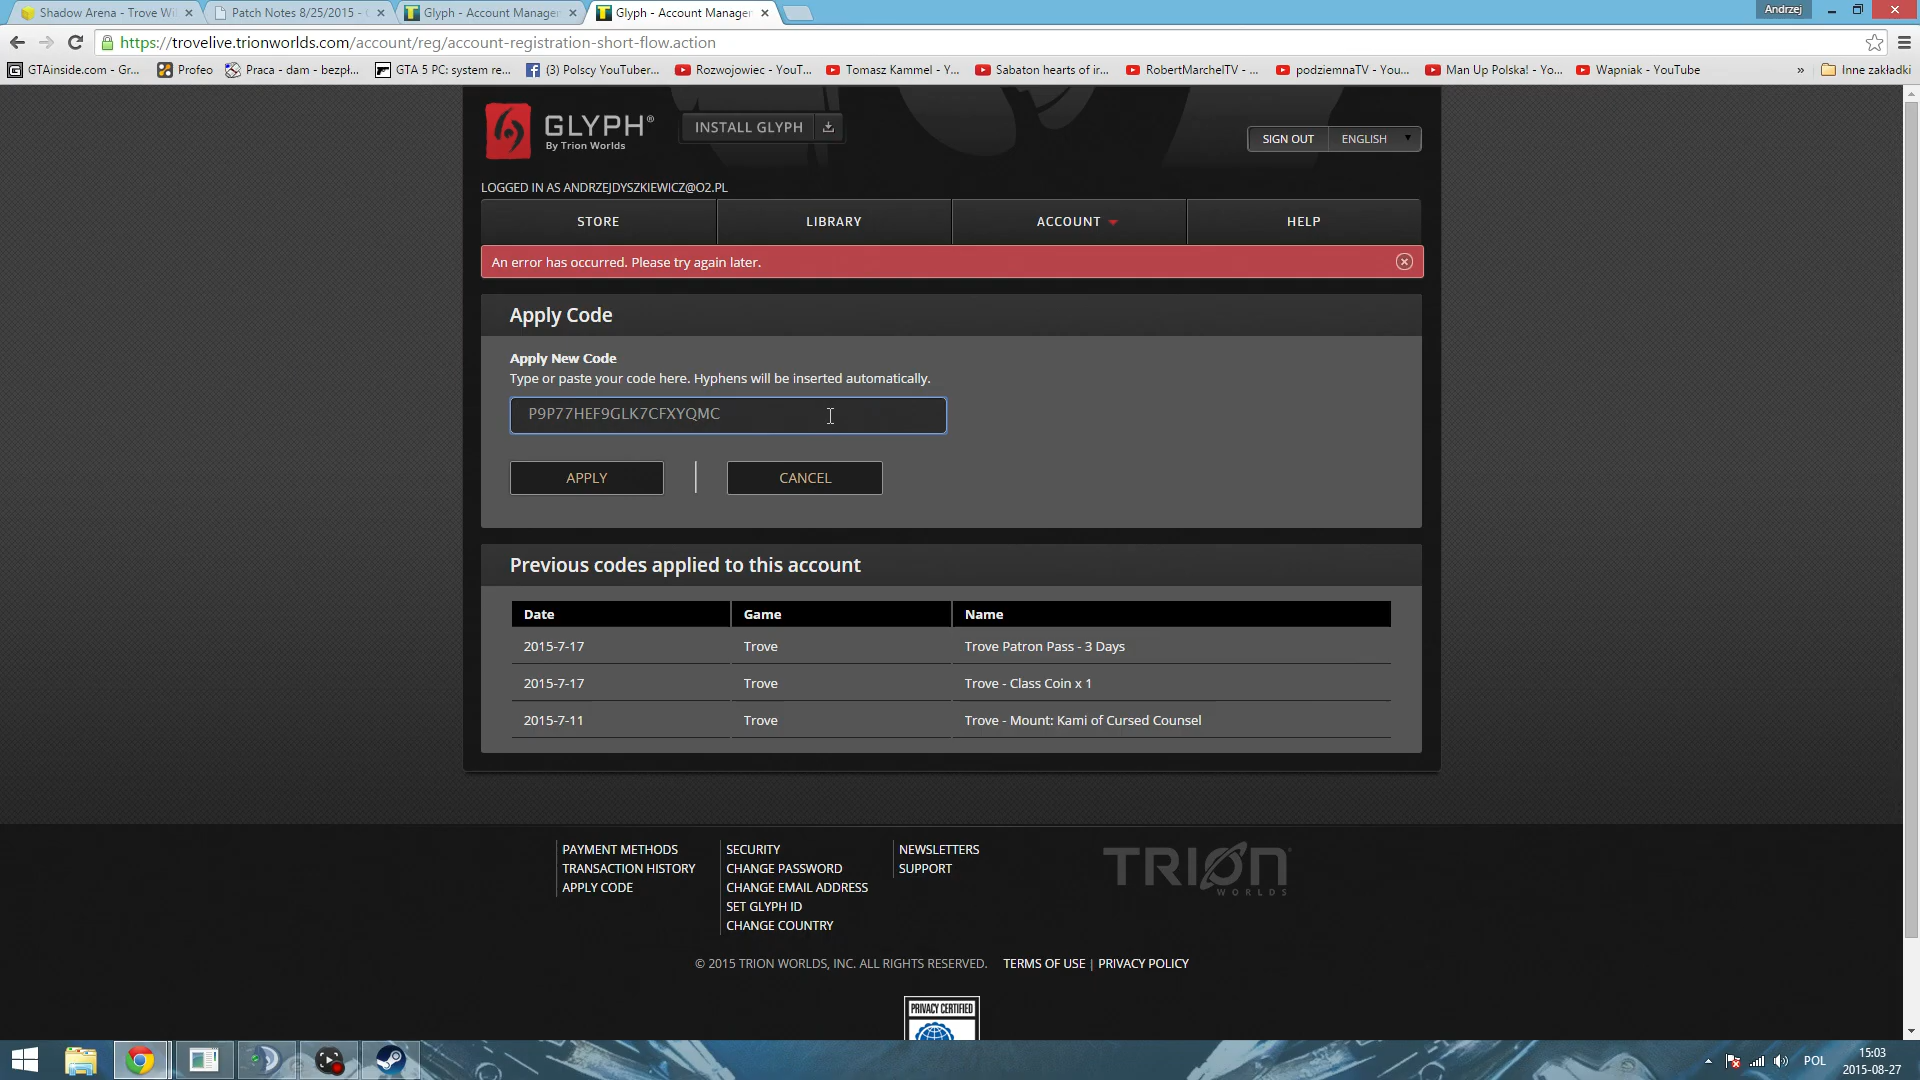 Shadow Arena - Trove Wi
Patch Notes 8/25/2015 -
Glyph - Account Manager
Glyph - Account Manager
Andrzej
https://trovelive.trionworlds.com/account/reg/account-registration-short-flow.action
GTAinside.com - Gr...
Profeo
Praca - dam - bezpł...
GTA 5 PC: system re...
(3) Polscy YouTuber...
Rozwojowiec - YouT...
Tomasz Kammel - Y...
Sabaton hearts of ir...
RobertMarchelTV - ...
podziemnaTV - You...
Man Up Polska! - Yo...
Wapniak - YouTube
»
Inne zakładki
GLYPH®
By Trion Worlds
INSTALL GLYPH
SIGN OUT
ENGLISH
LOGGED IN AS ANDRZEJDYSZKIEWICZ@O2.PL
STORE
LIBRARY
ACCOUNT
HELP
An error has occurred. Please try again later.
Apply Code
Apply New Code
Type or paste your code here. Hyphens will be inserted automatically.
P9P77HEF9GLK7CFXYQMC
APPLY
CANCEL
Previous codes applied to this account
Date Game Name
2015-7-17 Trove Trove Patron Pass - 3 Days
2015-7-17 Trove Trove - Class Coin x 1
2015-7-11 Trove Trove - Mount: Kami of Cursed Counsel
PAYMENT METHODS
TRANSACTION HISTORY
APPLY CODE
SECURITY
CHANGE PASSWORD
CHANGE EMAIL ADDRESS
SET GLYPH ID
CHANGE COUNTRY
NEWSLETTERS
SUPPORT
TRION
WORLDS
© 2015 TRION WORLDS, INC. ALL RIGHTS RESERVED. TERMS OF USE | PRIVACY POLICY
PRIVACY CERTIFIED
POL
15:03
2015-08-27